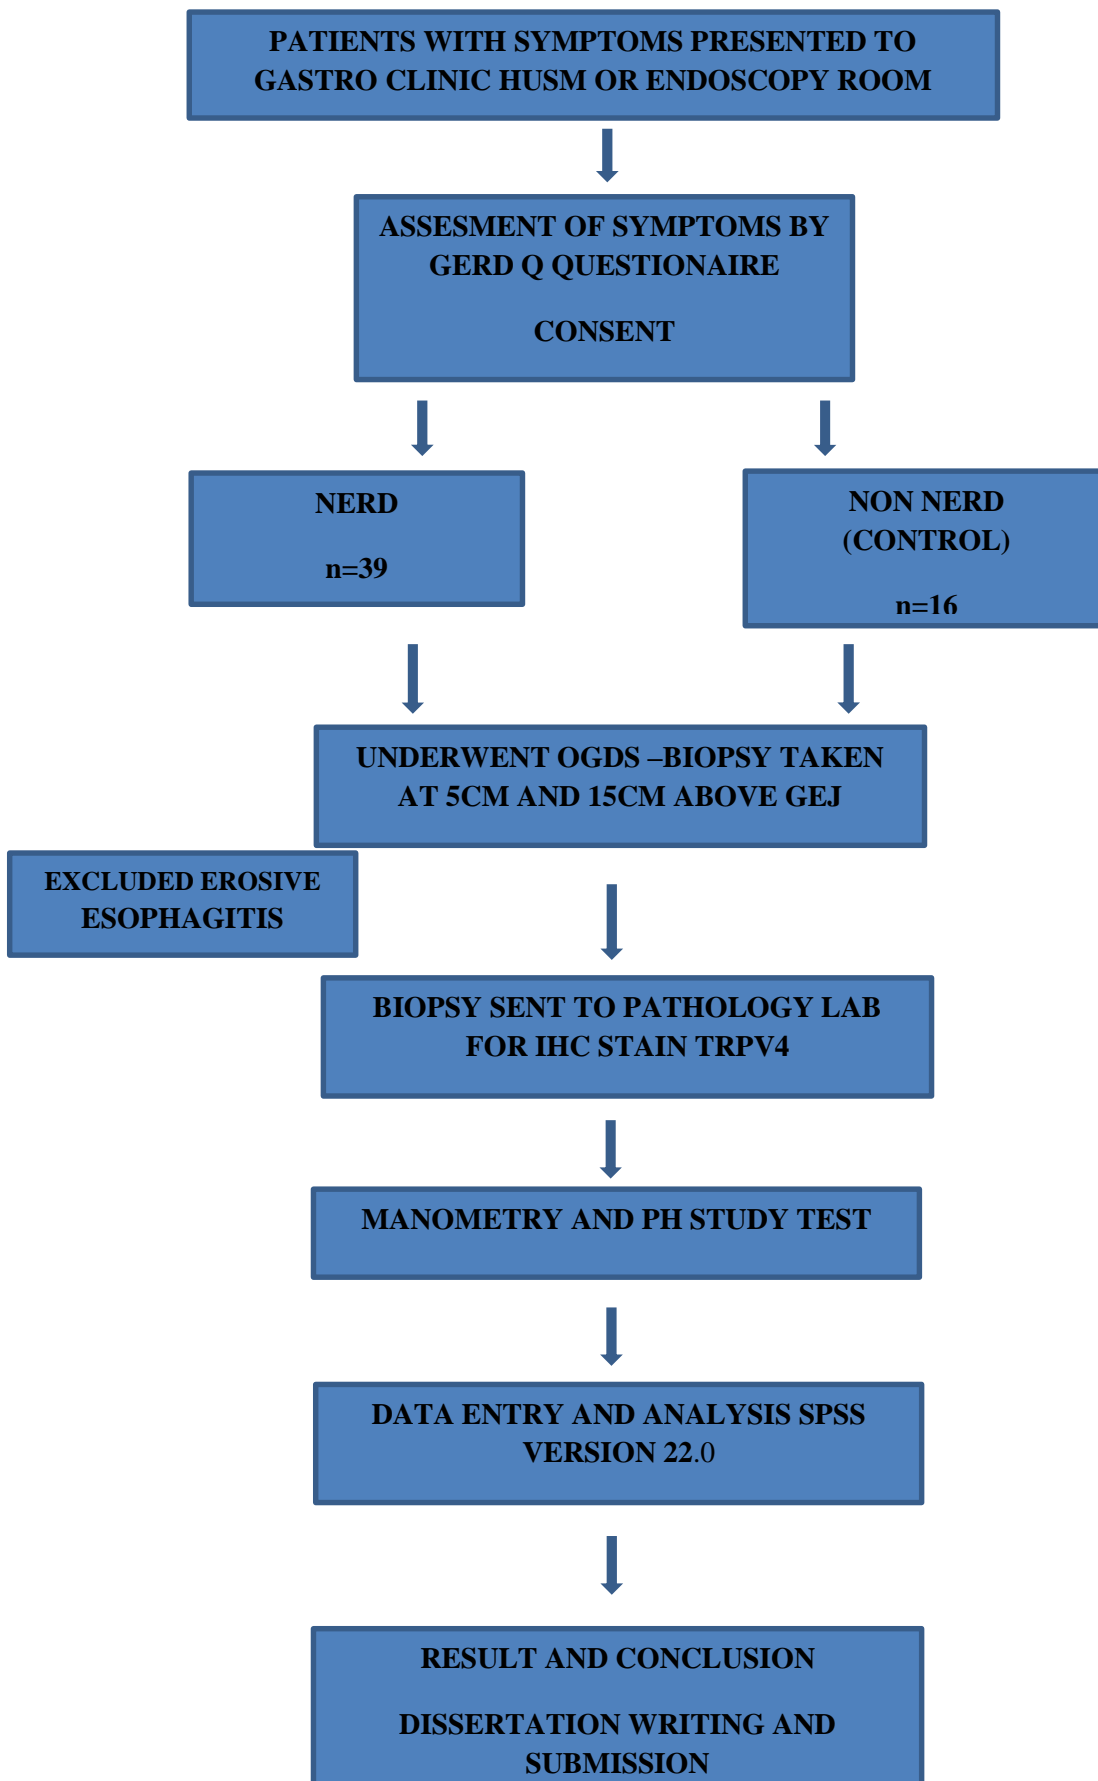 PATIENTS WITH SYMPTOMS PRESENTED TO
GASTRO CLINIC HUSM OR ENDOSCOPY ROOM
ASSESMENT OF SYMPTOMS BY
GERD Q QUESTIONAIRE
CONSENT
NERD
n=39
NON NERD
(CONTROL)
n=16
UNDERWENT OGDS –BIOPSY TAKEN
AT 5CM AND 15CM ABOVE GEJ
EXCLUDED EROSIVE
ESOPHAGITIS
BIOPSY SENT TO PATHOLOGY LAB
FOR IHC STAIN TRPV4
MANOMETRY AND PH STUDY TEST
DATA ENTRY AND ANALYSIS SPSS
VERSION 22.0
RESULT AND CONCLUSION
DISSERTATION WRITING AND
SUBMISSION